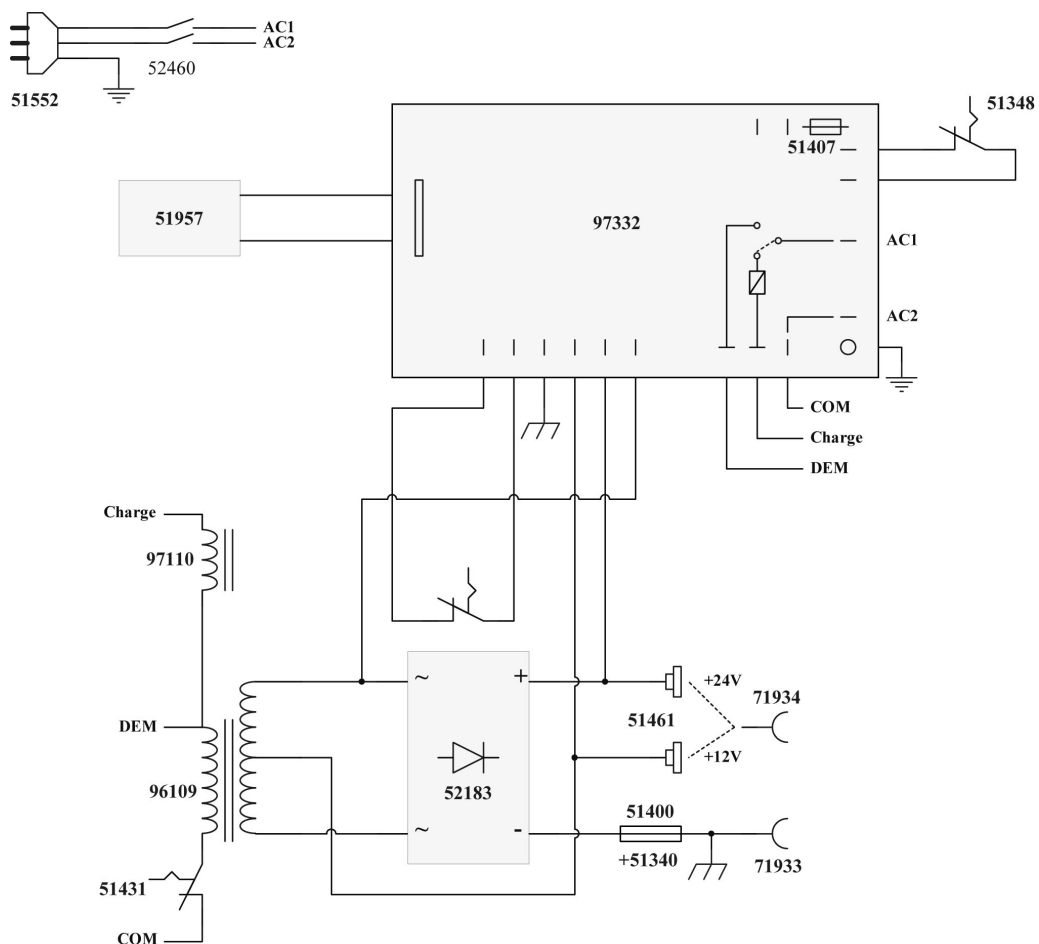 AC1
AC2
52460
51552
51348
51407
51957
97332
AC1
AC2
COM
Charge
DEM
Charge
97110
~
+
+24V
71934
51461
DEM
+12V
96109
52183
51400
~
-
+51340
71933
51431
COM